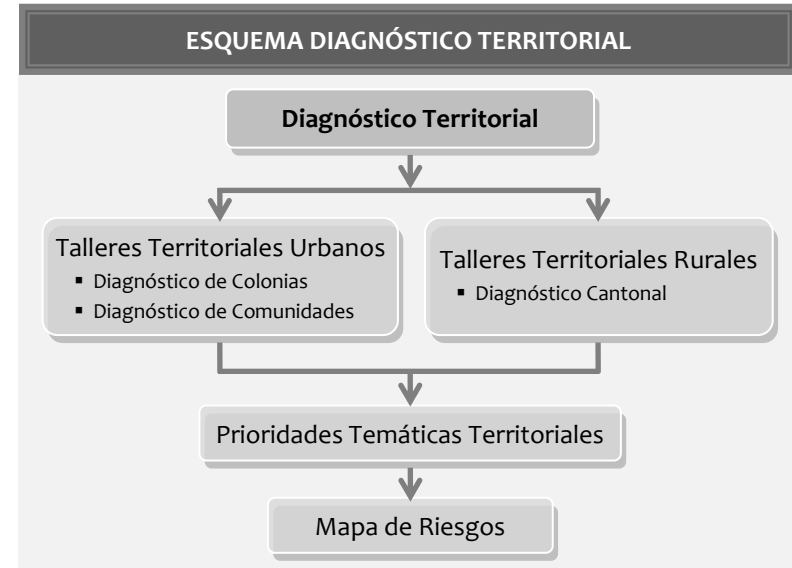 ESQUEMA DIAGNÓSTICO TERRITORIAL
Diagnóstico Territorial
Talleres Territoriales Urbanos
▪ Diagnóstico de Colonias
▪ Diagnóstico de Comunidades
Talleres Territoriales Rurales
▪ Diagnóstico Cantonal
Prioridades Temáticas Territoriales
Mapa de Riesgos